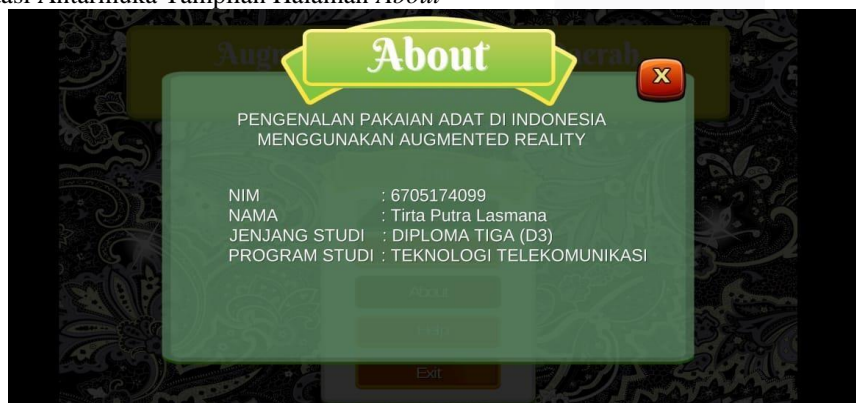 Antarmuka Tampilan Halaman About
About
X
PENGENALAN PAKAIAN ADAT DI INDONESIA
MENGGUNAKAN AUGMENTED REALITY
NIM : 6705174099
NAMA : Tirta Putra Lasmana
JENJANG STUDI : DIPLOMA TIGA (D3)
PROGRAM STUDI : TEKNOLOGI TELEKOMUNIKASI
About
Exit